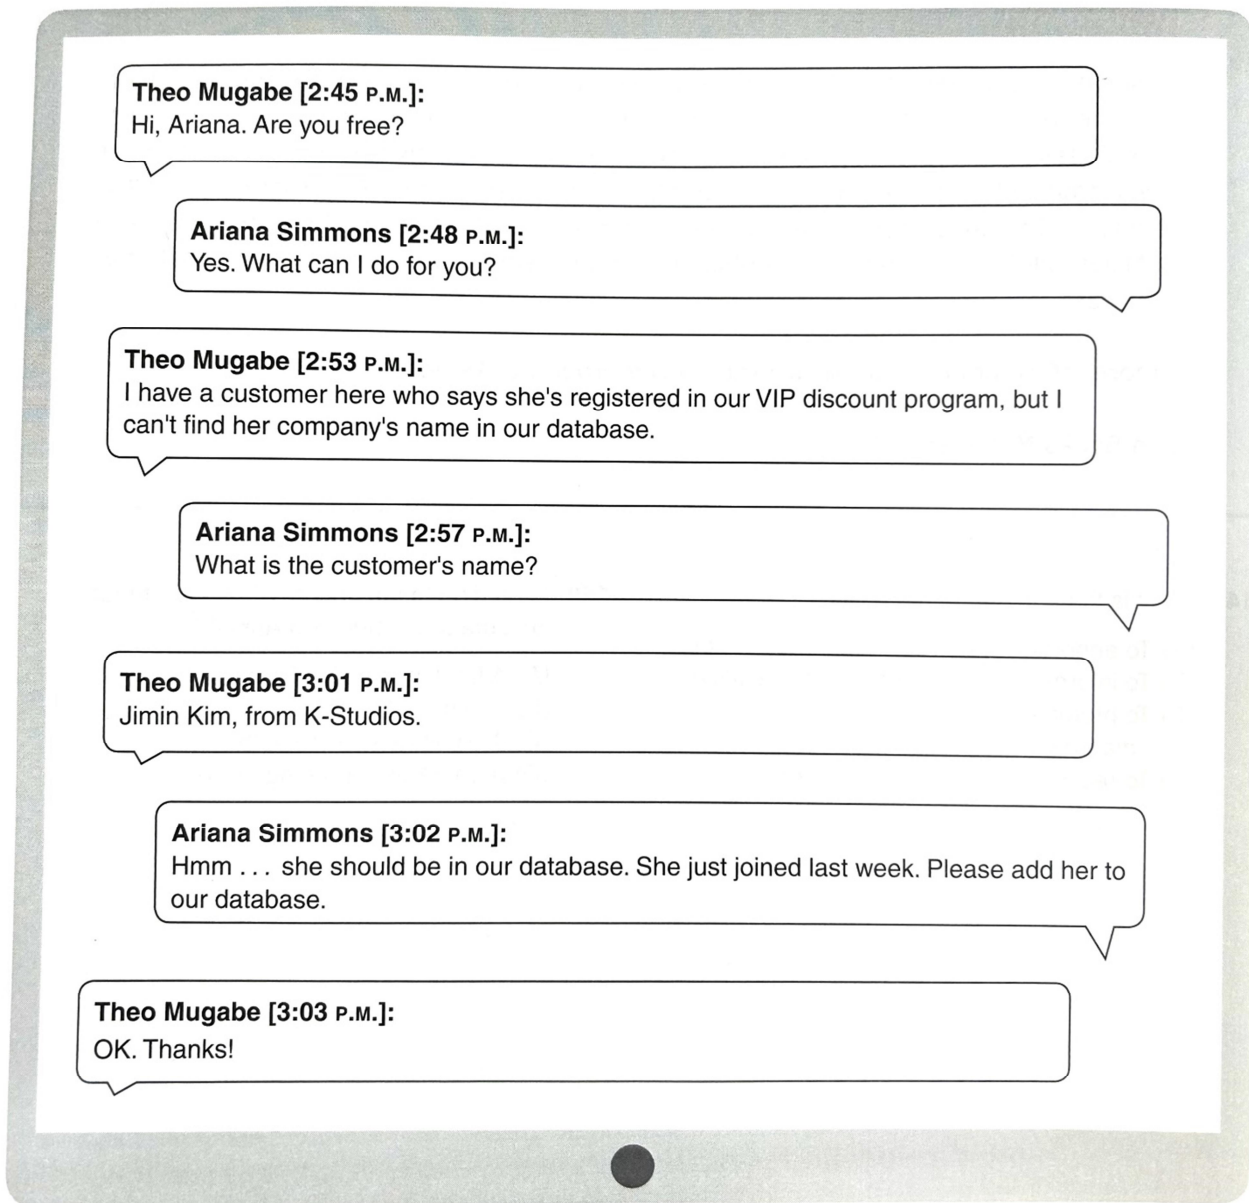 Theo Mugabe [2:45 P.M.]:
Hi, Ariana. Are you free?
Ariana Simmons [2:48 P.M.]:
Yes. What can I do for you?
Theo Mugabe [2:53 P.M.]:
I have a customer here who says she's registered in our VIP discount program, but I
can't find her company's name in our database.
Ariana Simmons [2:57 P.M.]:
What is the customer's name?
Theo Mugabe [3:01 P.M.]:
Jimin Kim, from K-Studios.
Ariana Simmons [3:02 P.M.]:
Hmm . . . she should be in our database. She just joined last week. Please add her to
our database.
Theo Mugabe [3:03 P.M.]:
OK. Thanks!